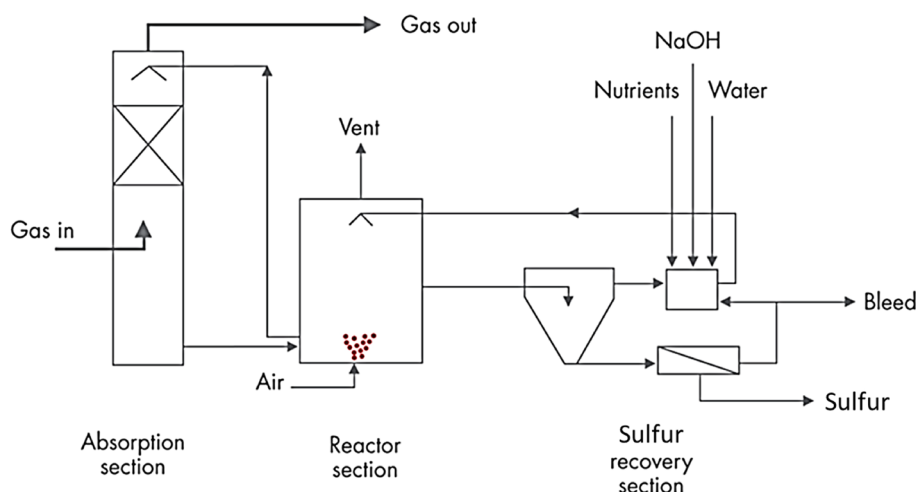 Gas out
NaOH
Nutrients
Water
Vent
Gas in
Bleed
Air
Sulfur
Absorption
section
Reactor
section
Sulfur
recovery
section